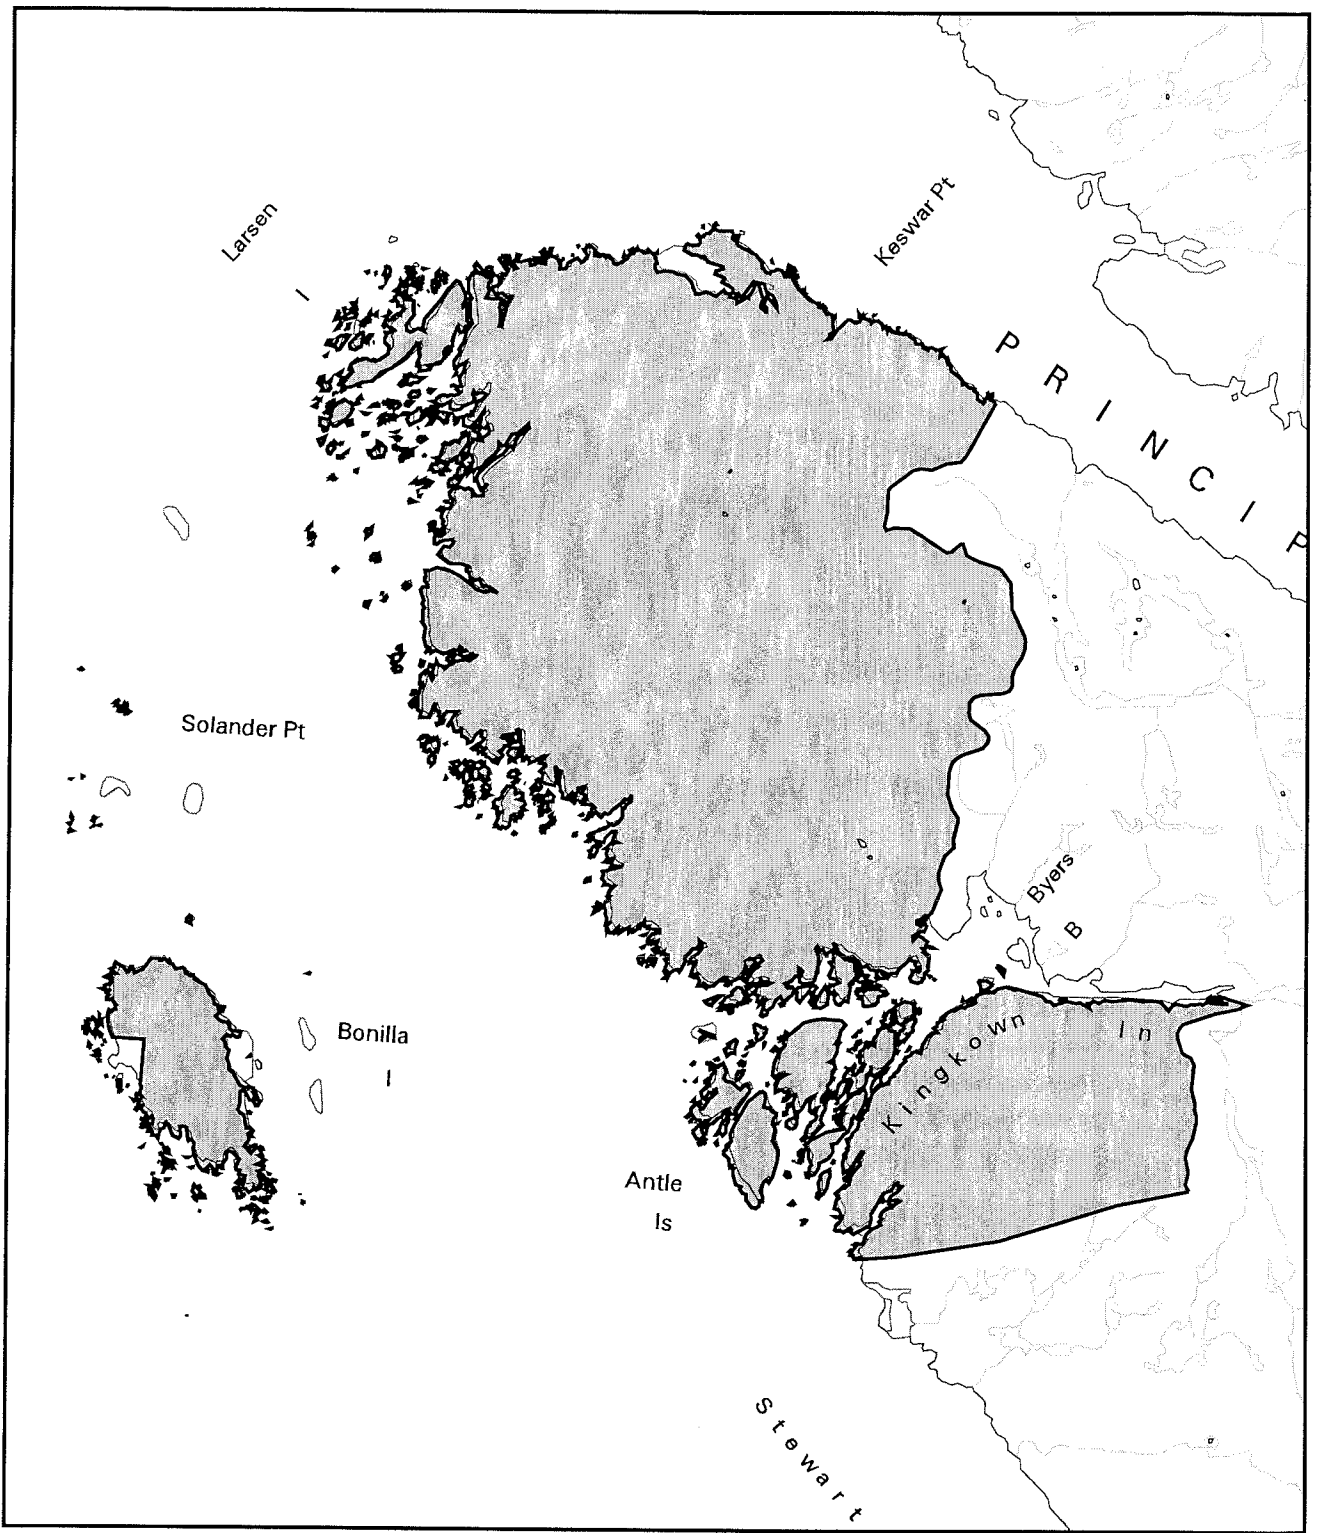 Larsen
I
Keswar Pt
PRINCIP
Solander Pt
Byers
B
Kingkown In
Bonilla
I
Antle
Is
Stewart